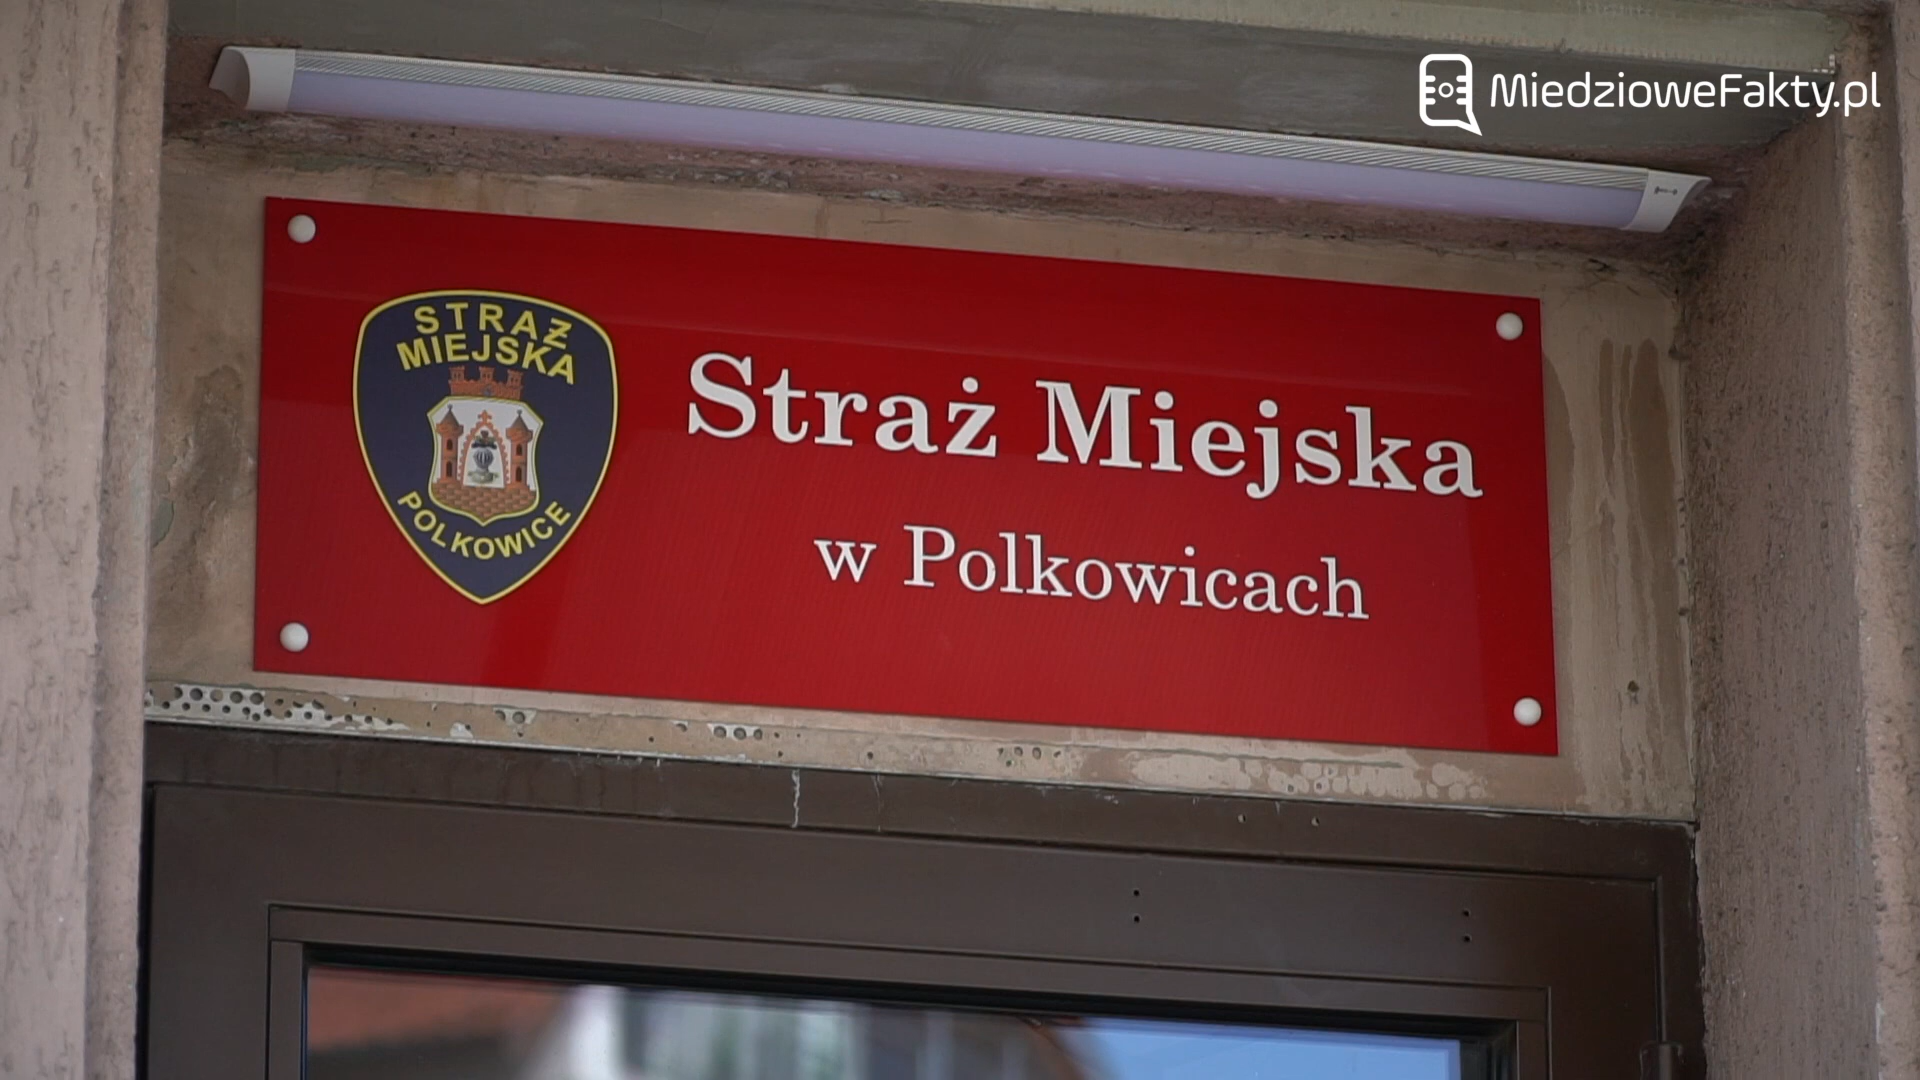 MiedzioweFakty.pl
STRAŻ
MIEJSKA
POLKOWICE
Straż Miejska
w Polkowicach